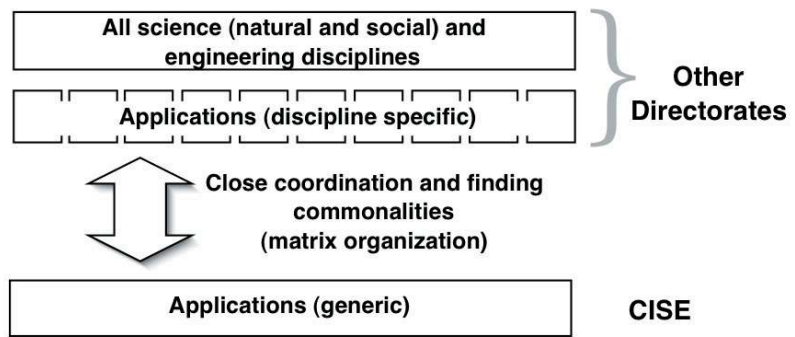 All science (natural and social) and
engineering disciplines
Applications (discipline specific)
Other
Directorates
Close coordination and finding
commonalities
(matrix organization)
Applications (generic)
CISE